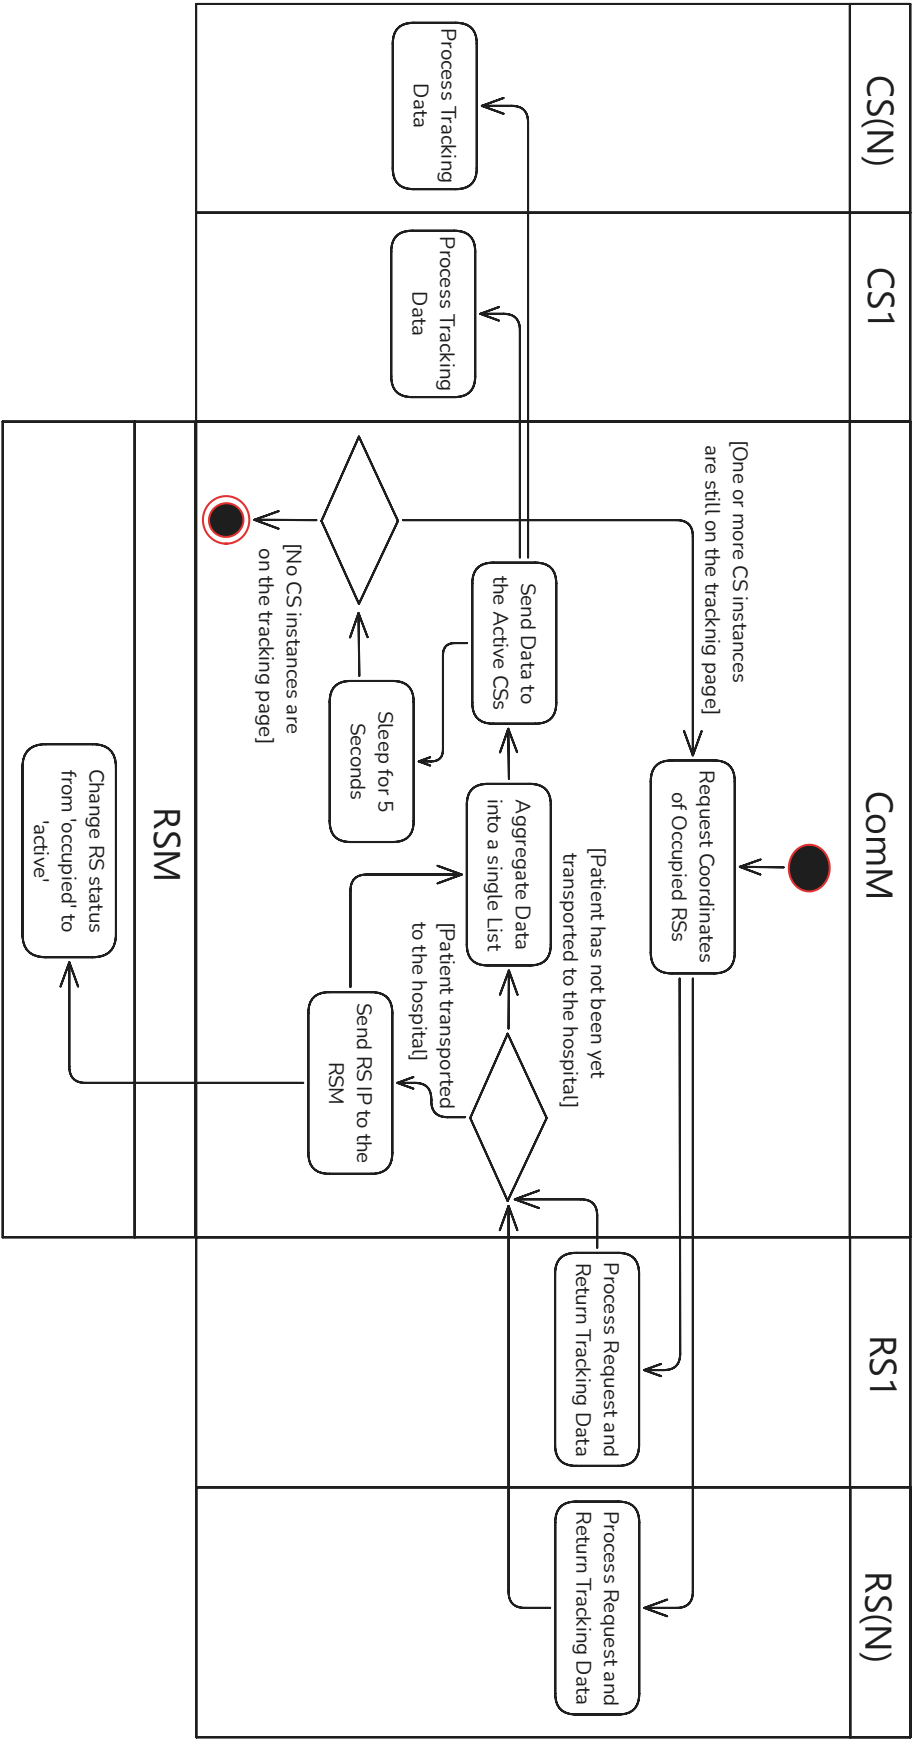 CS(N)
CS1
ComM
RS1
RS(N)
[One or more CS instances
are still on the tracknig page]
Request Coordinates
of Occupied RSs
Process Request and
Return Tracking Data
Process Request and
Return Tracking Data
[Patient has not been yet
transported to the hospital]
Send Data to
the Active CSs
Aggregate Data
into a single List
Process Tracking
Data
Process Tracking
Data
[Patient transported
to the hospital]
Sleep for 5
Seconds
Send RS IP to the
RSM
[No CS instances are
on the tracking page]
RSM
Change RS status
from 'occupied' to
'active'